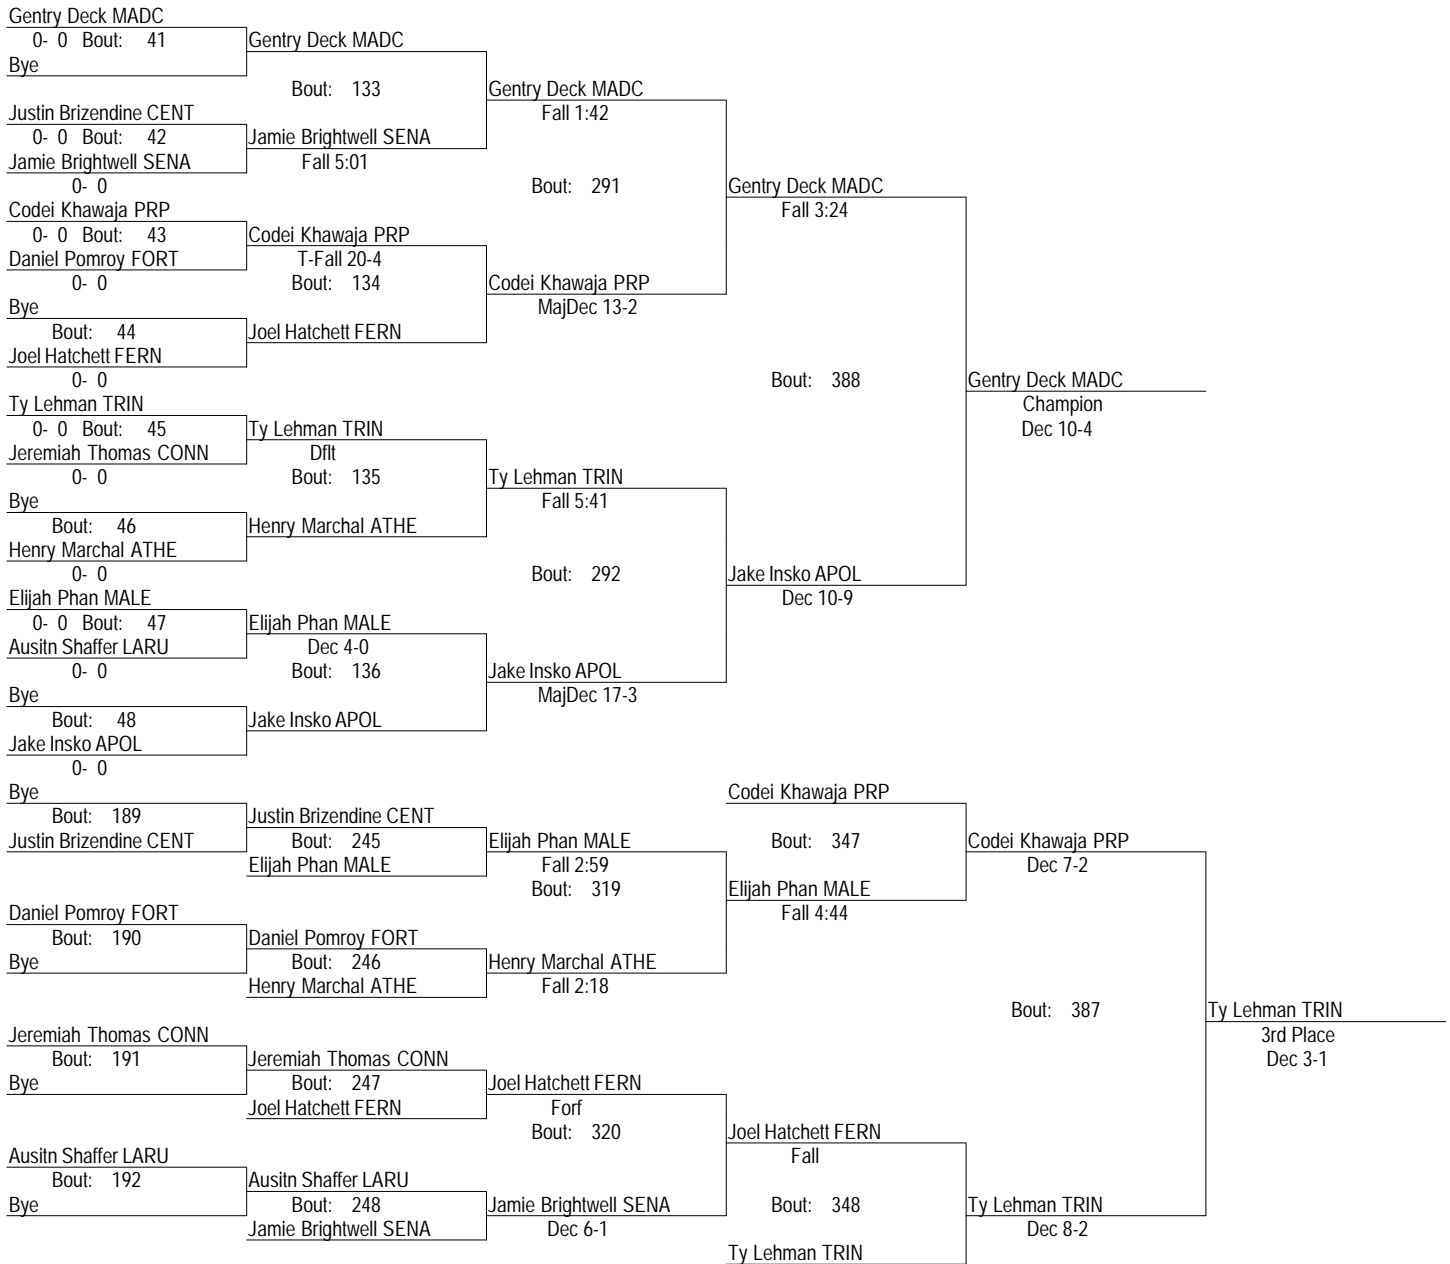 Gentry Deck MADC
0- 0 Bout: 41
Bye
Gentry Deck MADC
Bout: 133
Justin Brizendine CENT
0- 0 Bout: 42
Jamie Brightwell SENA
0- 0
Jamie Brightwell SENA
Fall 5:01
Gentry Deck MADC
Fall 1:42
Bout: 291
Codei Khawaja PRP
0- 0 Bout: 43
Daniel Pomroy FORT
0- 0
Codei Khawaja PRP
T-Fall 20-4
Bout: 134
Bye
Bout: 44
Joel Hatchett FERN
0- 0
Joel Hatchett FERN
Codei Khawaja PRP
MajDec 13-2
Gentry Deck MADC
Fall 3:24
Bout: 388
Ty Lehman TRIN
0- 0 Bout: 45
Jeremiah Thomas CONN
0- 0
Ty Lehman TRIN
Dflt
Bout: 135
Bye
Bout: 46
Henry Marchal ATHE
0- 0
Henry Marchal ATHE
Ty Lehman TRIN
Fall 5:41
Bout: 292
Elijah Phan MALE
0- 0 Bout: 47
Ausitn Shaffer LARU
0- 0
Elijah Phan MALE
Dec 4-0
Bout: 136
Bye
Bout: 48
Jake Insko APOL
0- 0
Jake Insko APOL
Jake Insko APOL
MajDec 17-3
Jake Insko APOL
Dec 10-9
Gentry Deck MADC
Champion
Dec 10-4
Bye
Bout: 189
Justin Brizendine CENT
Justin Brizendine CENT
Bout: 245
Elijah Phan MALE
Elijah Phan MALE
Fall 2:59
Bout: 319
Daniel Pomroy FORT
Bout: 190
Bye
Daniel Pomroy FORT
Bout: 246
Henry Marchal ATHE
Henry Marchal ATHE
Fall 2:18
Codei Khawaja PRP
Bout: 347
Elijah Phan MALE
Fall 4:44
Codei Khawaja PRP
Dec 7-2
Bout: 387
Jeremiah Thomas CONN
Bout: 191
Bye
Jeremiah Thomas CONN
Bout: 247
Joel Hatchett FERN
Joel Hatchett FERN
Forf
Bout: 320
Ausitn Shaffer LARU
Bout: 192
Bye
Ausitn Shaffer LARU
Bout: 248
Jamie Brightwell SENA
Jamie Brightwell SENA
Dec 6-1
Joel Hatchett FERN
Fall
Bout: 348
Ty Lehman TRIN
Ty Lehman TRIN
Dec 8-2
Ty Lehman TRIN
3rd Place
Dec 3-1